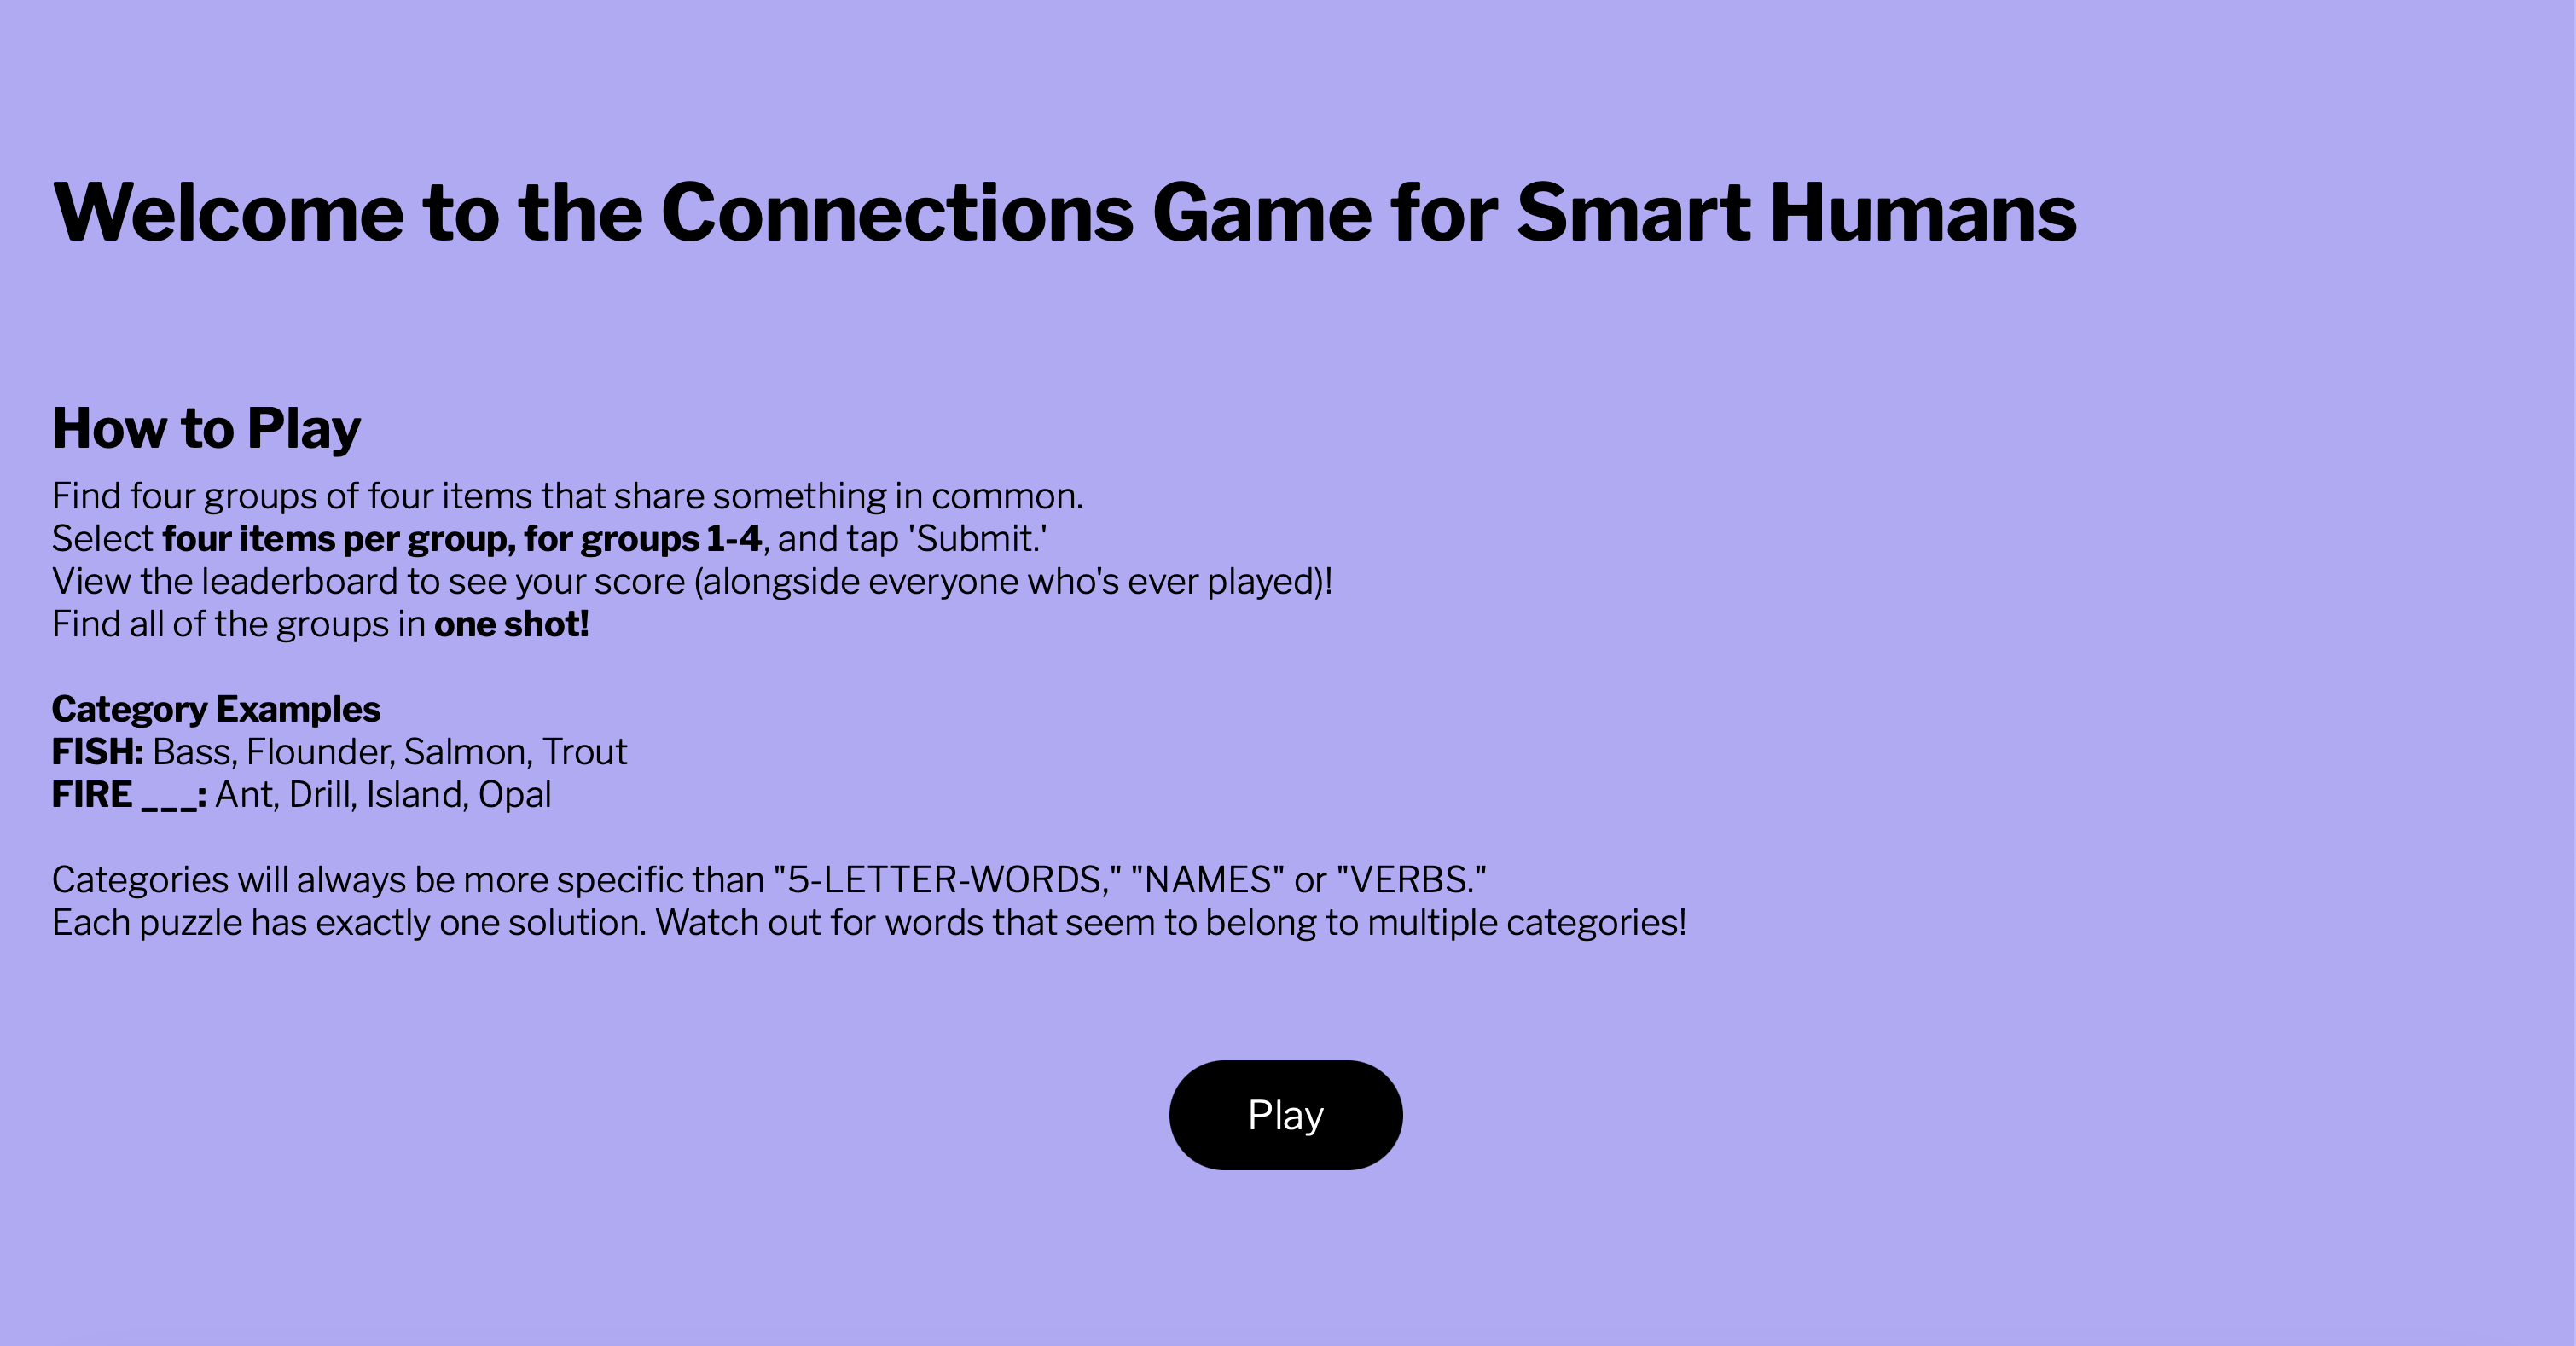 Welcome to the Connections Game for Smart Humans
How to Play
Find four groups of four items that share something in common.
Select four items per group, for groups 1-4, and tap 'Submit.'
View the leaderboard to see your score (alongside everyone who's ever played)!
Find all of the groups in one shot!
Category Examples
FISH: Bass, Flounder, Salmon, Trout
FIRE ___: Ant, Drill, Island, Opal
Categories will always be more specific than "5-LETTER-WORDS," "NAMES" or "VERBS."
Each puzzle has exactly one solution. Watch out for words that seem to belong to multiple categories!
Play